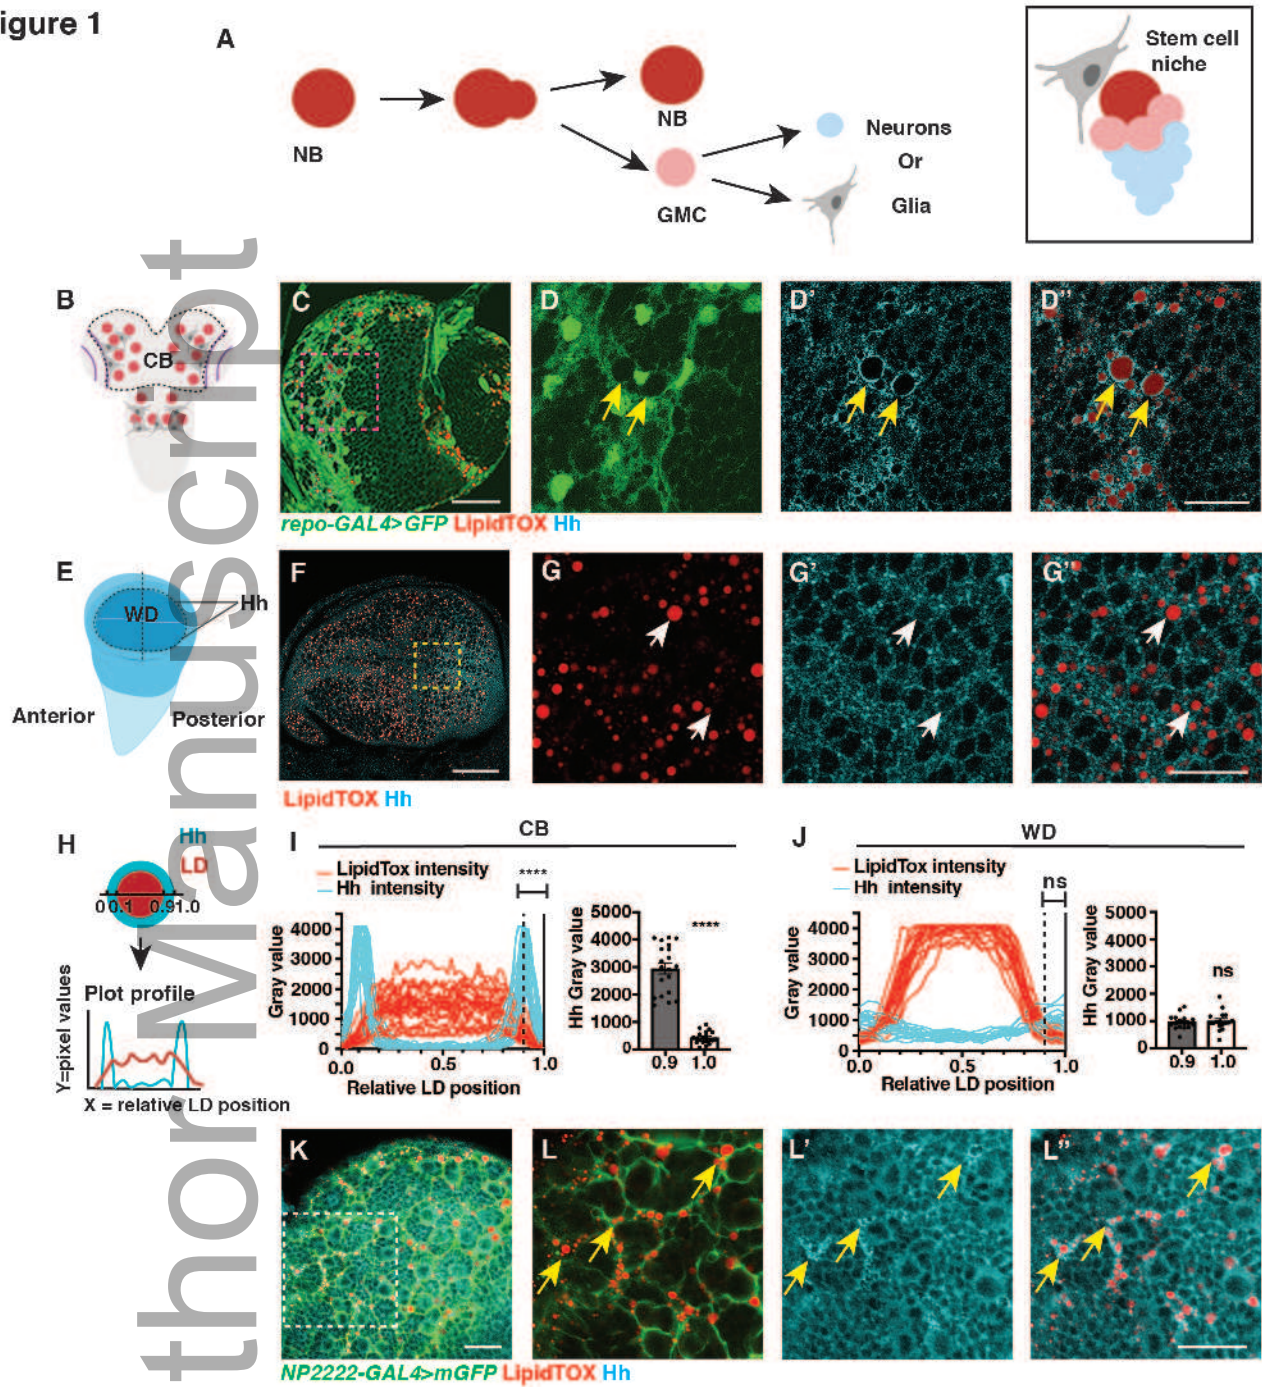 igure 1
A
NB
NB
GMC
Neurons
Or
Glia
Stem cell
niche
B
CB
C
D
D'
D"
repo-GAL4>GFP LipidTOX Hh
E
WD
Hh
Anterior
Posterior
F
G
G'
G"
LipidTOX Hh
H
Hh
LD
0 0.1 0.9 1.0
Plot profile
Y=pixel values
X = relative LD position
I
CB
LipidTox intensity
Hh intensity
****
Gray value
4000
3000
2000
1000
0
0.0 0.5 1.0
Relative LD position
Hh Gray value
5000
4000
3000
2000
1000
0
****
0.9 1.0
J
WD
LipidTox intensity
Hh intensity
ns
Gray value
4000
3000
2000
1000
0
0.0 0.5 1.0
Relative LD position
Hh Gray value
5000
4000
3000
2000
1000
0
ns
0.9 1.0
K
L
L'
L"
NP2222-GAL4>mGFP LipidTOX Hh
thor Manuscript